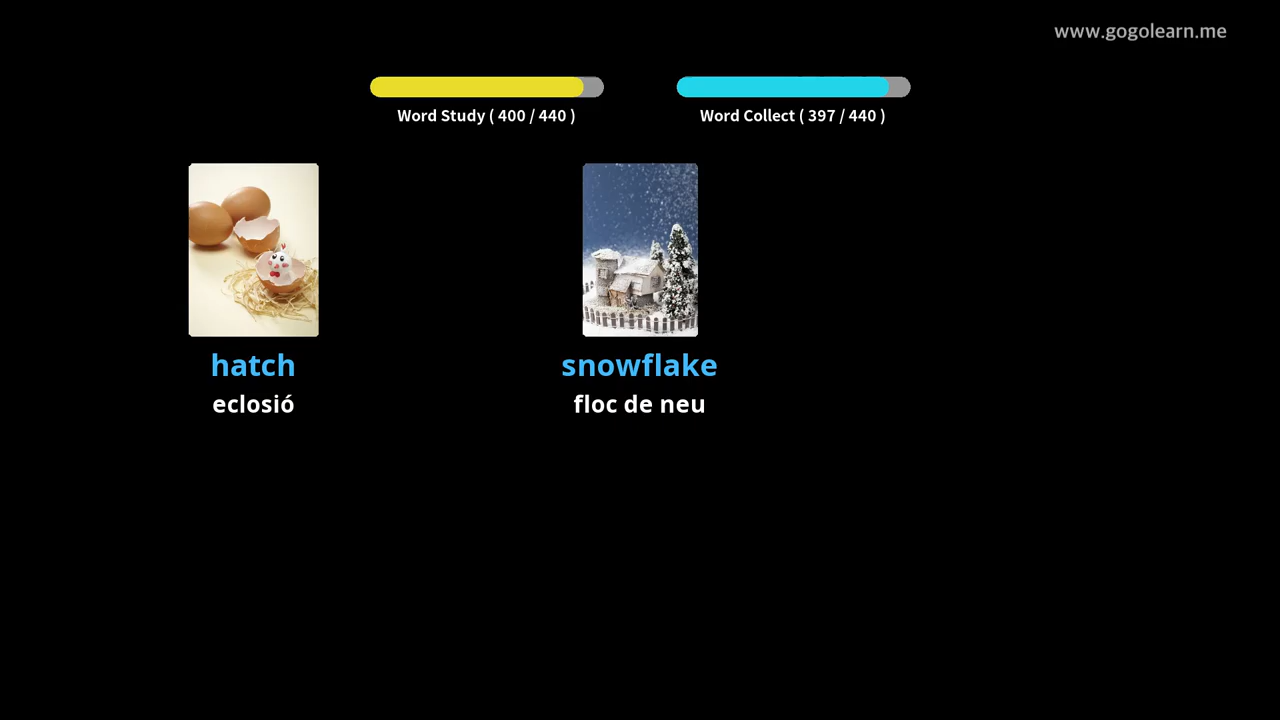 www.gogolearn.me
Word Study ( 400 / 440 )
Word Collect ( 397 / 440 )
hatch
eclosió
snowflake
floc de neu